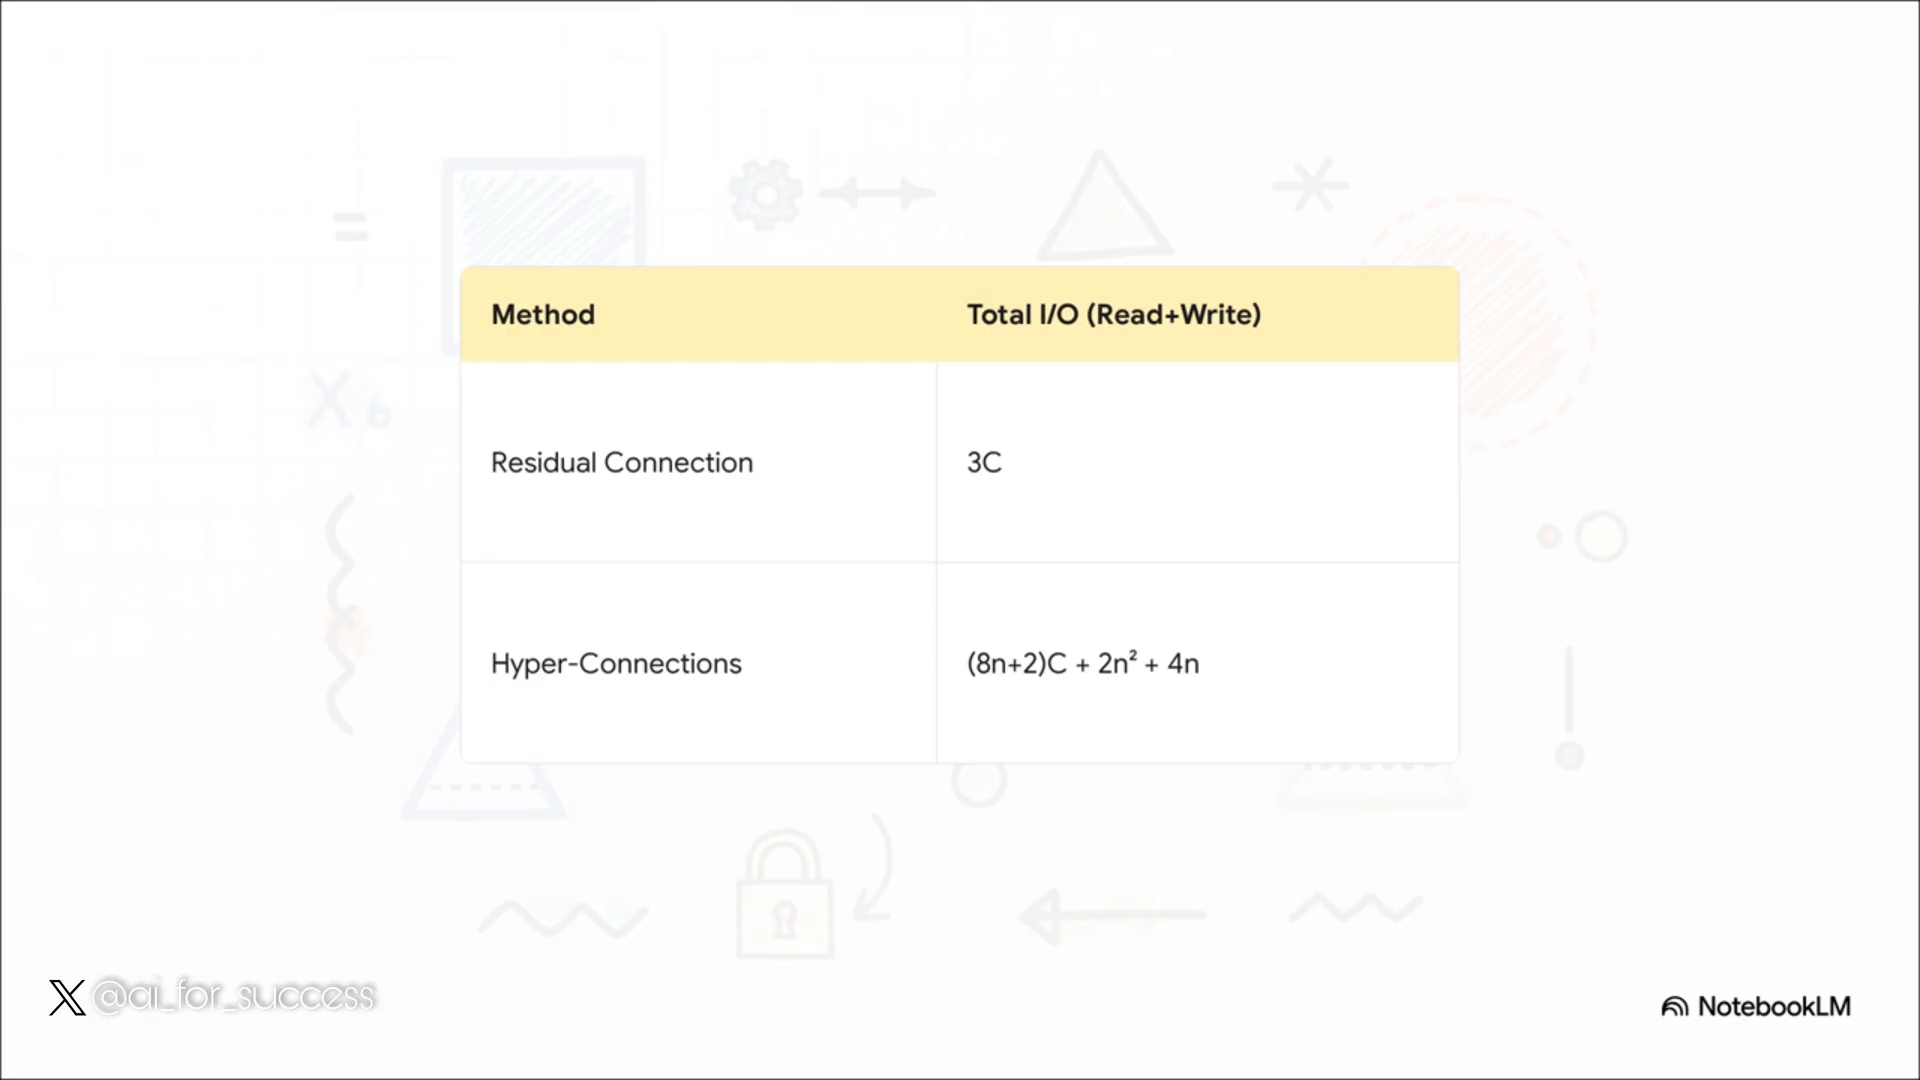 Method Total I/O (Read+Write)
Residual Connection 3C
Hyper-Connections (8n+2)C + 2n² + 4n
X @ai_for_success
NotebookLM